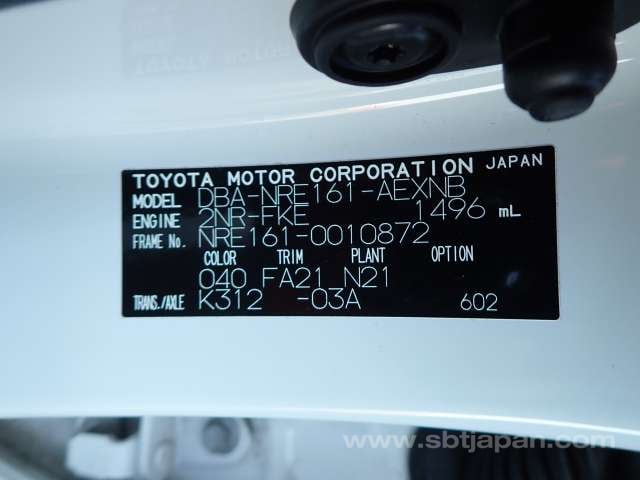 TOYOTA MOTOR CORPORATION JAPAN
MODEL DBA-NRE161-AEXNB
ENGINE 2NR-FKE 1496 mL
FRAME No. NRE161-0010872
COLOR TRIM PLANT OPTION
040 FA21 N21
TRANS./AXLE K312 -03A 602
www.sbtjapan.com